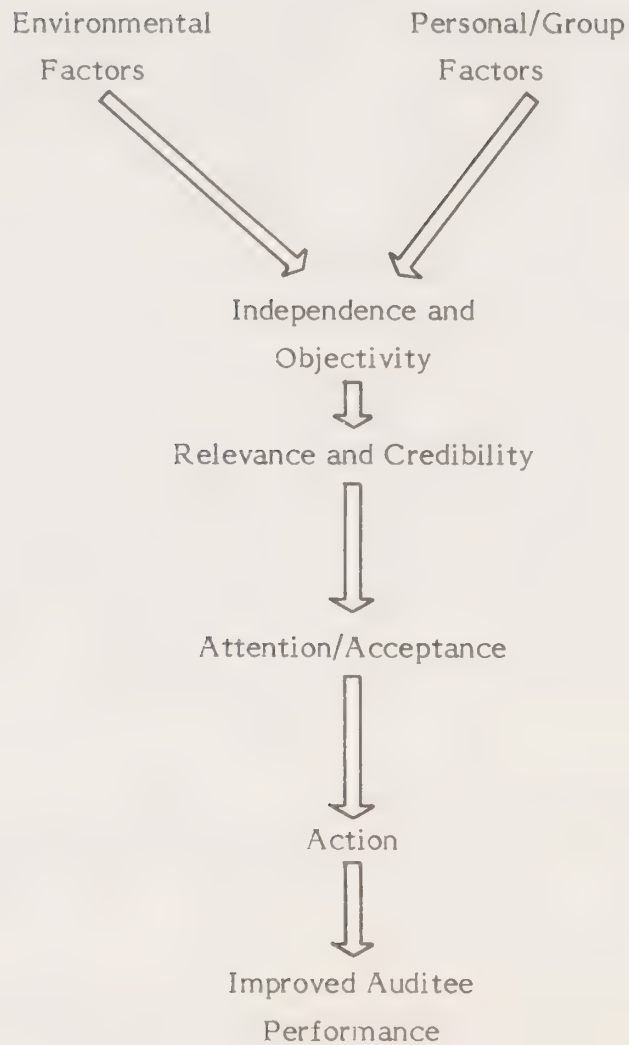 Environmental
Factors
Personal/Group
Factors
Independence and
Objectivity
Relevance and Credibility
Attention/Acceptance
Action
Improved Auditee
Performance